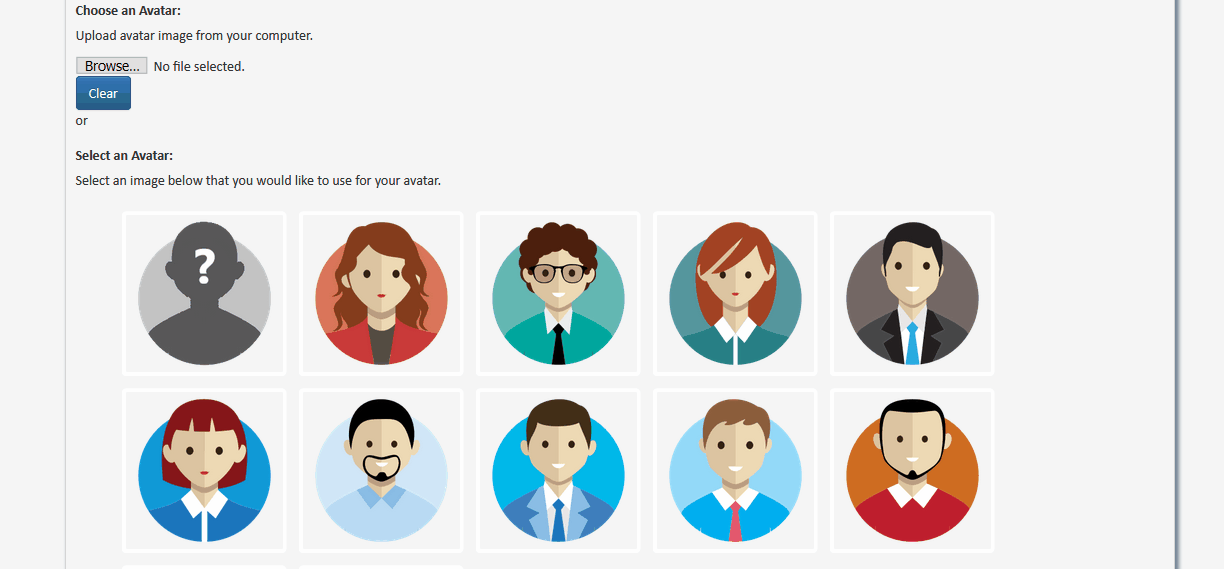 Choose an Avatar:
Upload avatar image from your computer.
Browse... No file selected.
Clear
or
Select an Avatar:
Select an image below that you would like to use for your avatar.
?